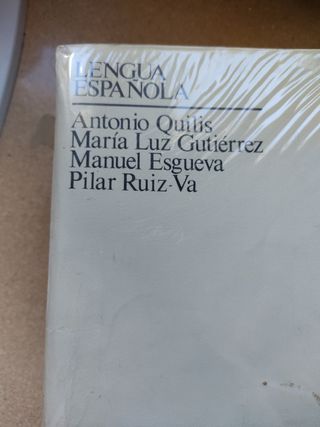 LENGUA
ESPAÑOLA
Antonio Quilis
María Luz Gutiérrez
Manuel Esgueva
Pilar Ruiz-Va